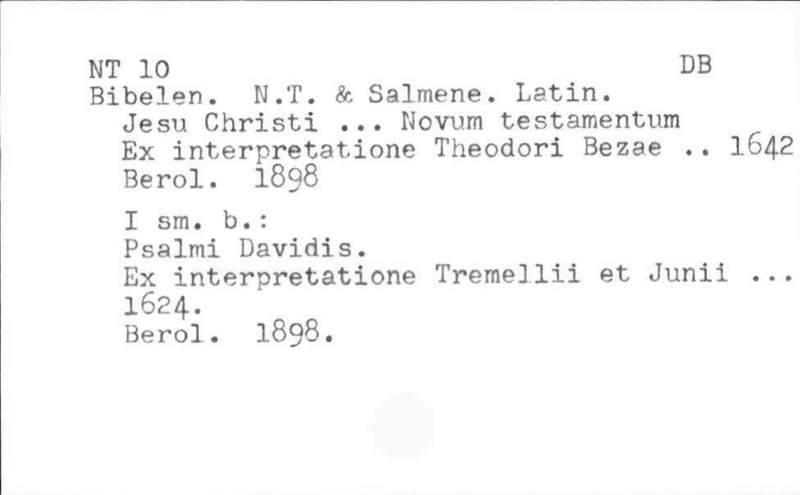 NT 10 DB
Bibelen. N.T. & Salmene. Latin.
Jesu Christi ... Novum testamentum
Ex interpretatione Theodori Bezae .. 1642
Berol. 1898
I sm. b.:
Psalmi Davidis.
Ex interpretatione Tremellii et Junii ...
1624.
Berol. 1898.